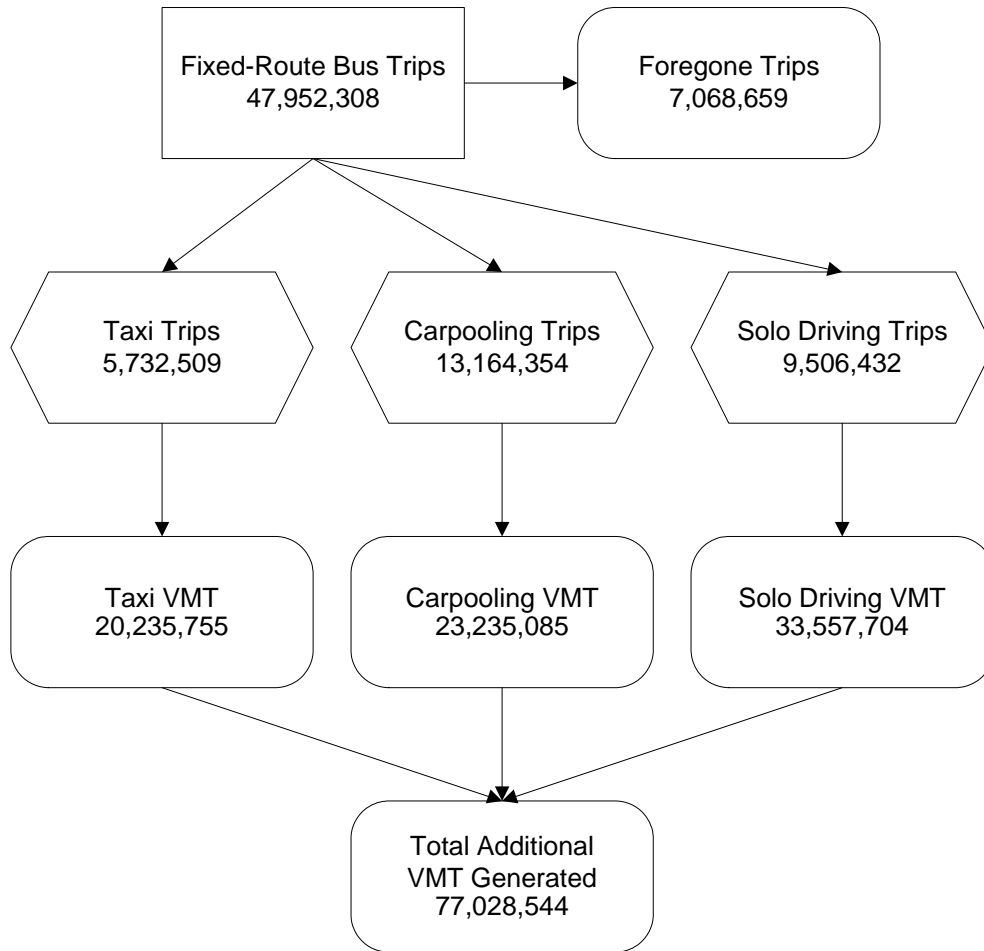 Fixed-Route Bus Trips
47,952,308
Foregone Trips
7,068,659
Taxi Trips
5,732,509
Carpooling Trips
13,164,354
Solo Driving Trips
9,506,432
Taxi VMT
20,235,755
Carpooling VMT
23,235,085
Solo Driving VMT
33,557,704
Total Additional
VMT Generated
77,028,544